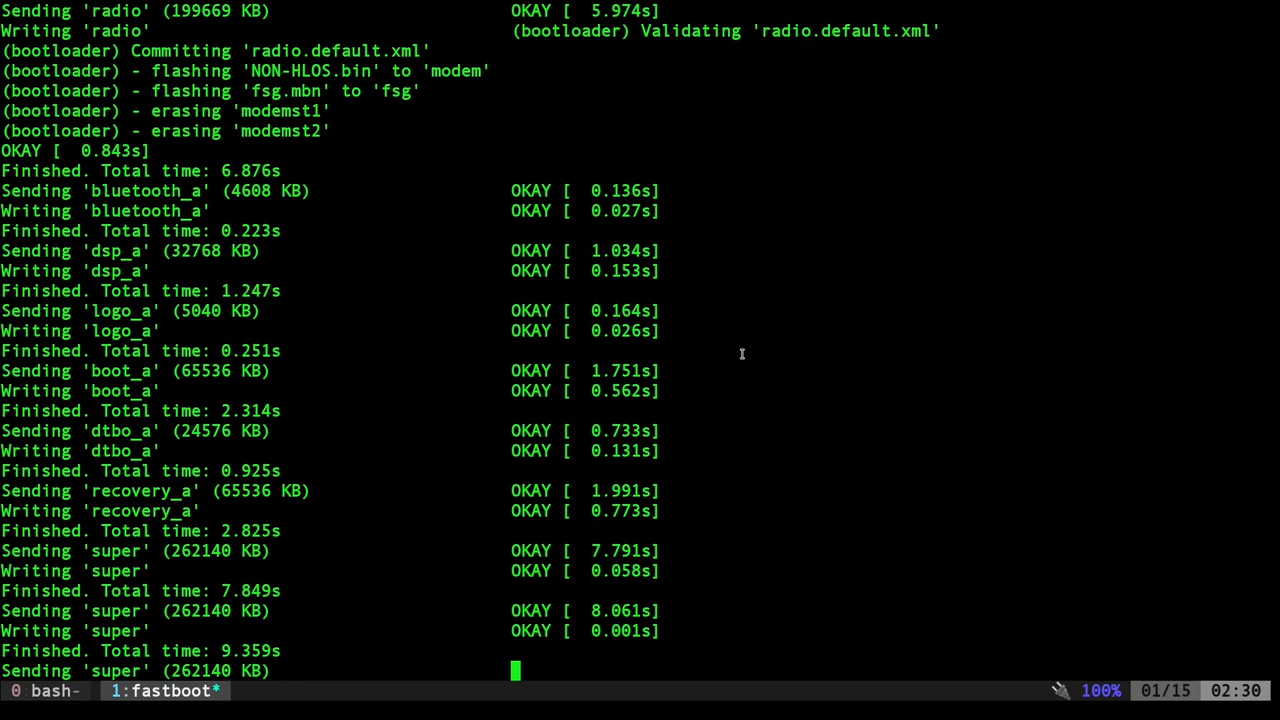 Sending 'radio' (199669 KB)                        OKAY [  5.974s]
Writing 'radio'                                    (bootloader) Validating 'radio.default.xml'
(bootloader) Committing 'radio.default.xml'
(bootloader) - flashing 'NON-HLOS.bin' to 'modem'
(bootloader) - flashing 'fsg.mbn' to 'fsg'
(bootloader) - erasing 'modemst1'
(bootloader) - erasing 'modemst2'
OKAY [  0.843s]
Finished. Total time: 6.876s
Sending 'bluetooth_a' (4608 KB)                    OKAY [  0.136s]
Writing 'bluetooth_a'                              OKAY [  0.027s]
Finished. Total time: 0.223s
Sending 'dsp_a' (32768 KB)                         OKAY [  1.034s]
Writing 'dsp_a'                                    OKAY [  0.153s]
Finished. Total time: 1.247s
Sending 'logo_a' (5040 KB)                         OKAY [  0.164s]
Writing 'logo_a'                                   OKAY [  0.026s]
Finished. Total time: 0.251s
Sending 'boot_a' (65536 KB)                        OKAY [  1.751s]
Writing 'boot_a'                                   OKAY [  0.562s]
Finished. Total time: 2.314s
Sending 'dtbo_a' (24576 KB)                        OKAY [  0.733s]
Writing 'dtbo_a'                                   OKAY [  0.131s]
Finished. Total time: 0.925s
Sending 'recovery_a' (65536 KB)                    OKAY [  1.991s]
Writing 'recovery_a'                               OKAY [  0.773s]
Finished. Total time: 2.825s
Sending 'super' (262140 KB)                        OKAY [  7.791s]
Writing 'super'                                    OKAY [  0.058s]
Finished. Total time: 7.849s
Sending 'super' (262140 KB)                        OKAY [  8.061s]
Writing 'super'                                    OKAY [  0.001s]
Finished. Total time: 9.359s
Sending 'super' (262140 KB)
0 bash-  1:fastboot* 100% 01/15 02:30